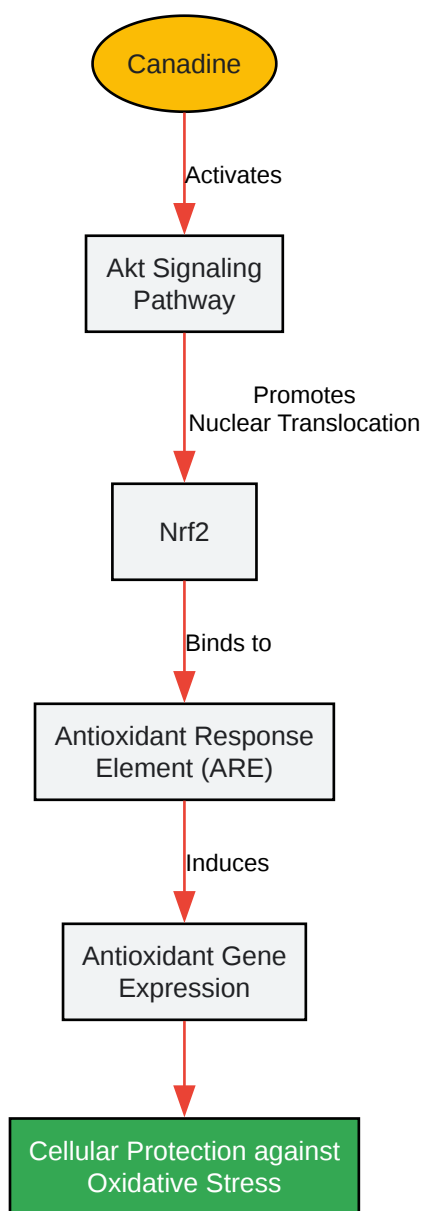 Canadine
Activates
Akt Signaling
Pathway
Promotes
Nuclear Translocation
Nrf2
Binds to
Antioxidant Response
Element (ARE)
Induces
Antioxidant Gene
Expression
Cellular Protection against
Oxidative Stress